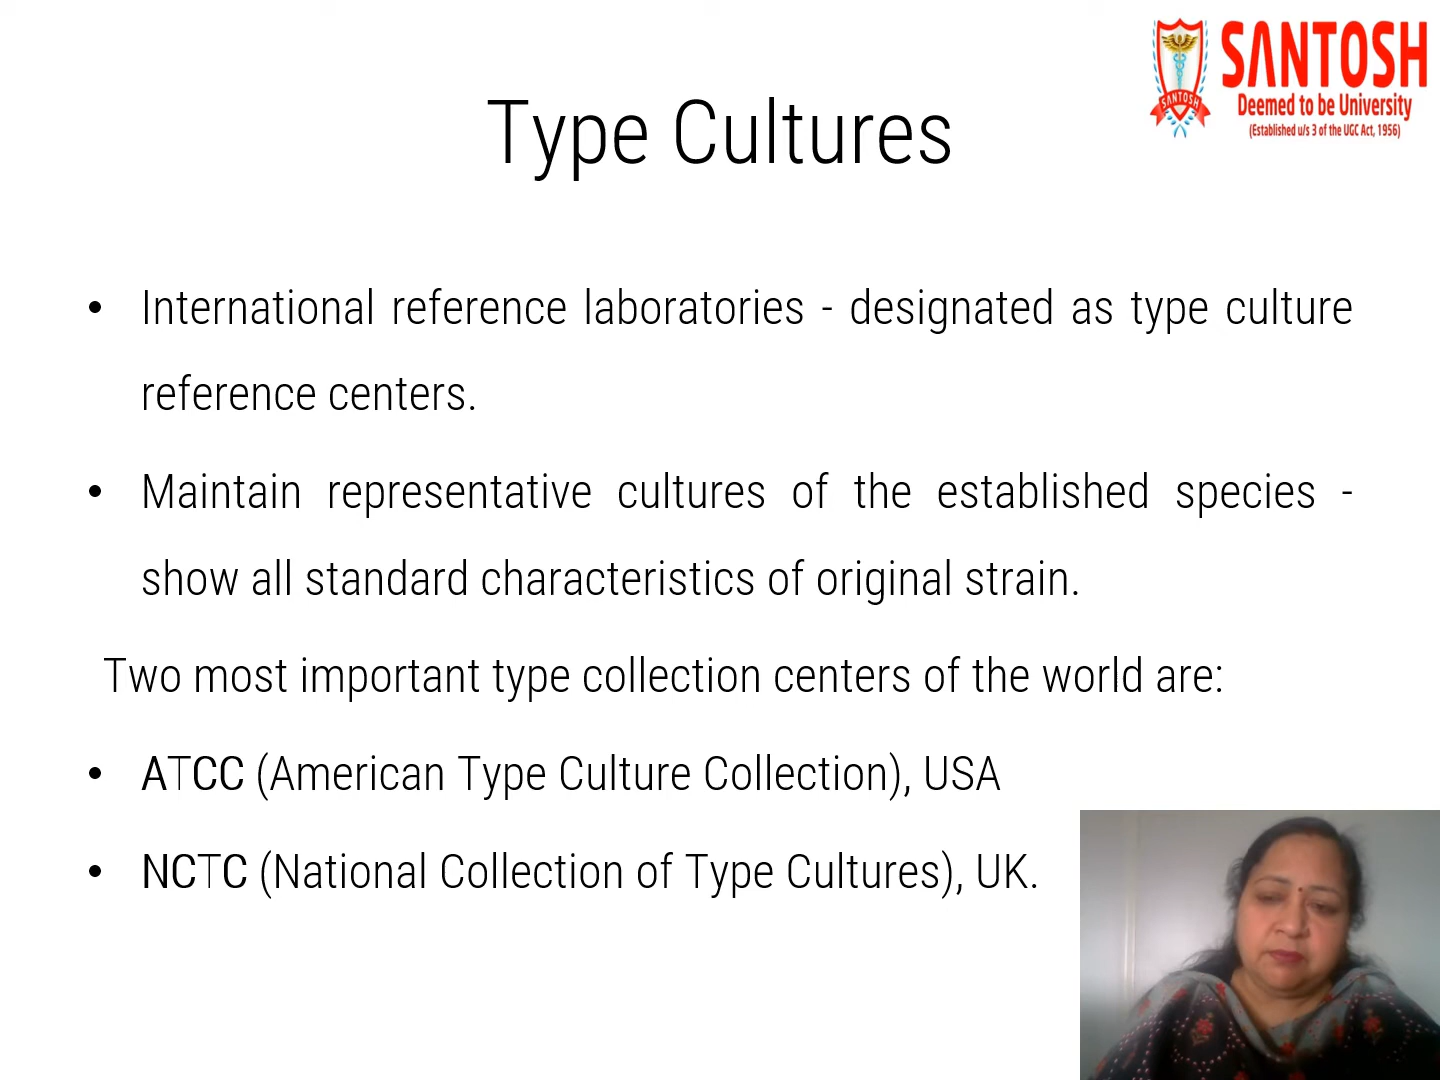 SANTOSH
Deemed to be University
(Established u/s 3 of the UGC Act, 1956)
SANTOSH
Type Cultures
• International reference laboratories - designated as type culture
reference centers.
• Maintain representative cultures of the established species -
show all standard characteristics of original strain.
Two most important type collection centers of the world are:
• ATCC (American Type Culture Collection), USA
• NCTC (National Collection of Type Cultures), UK.